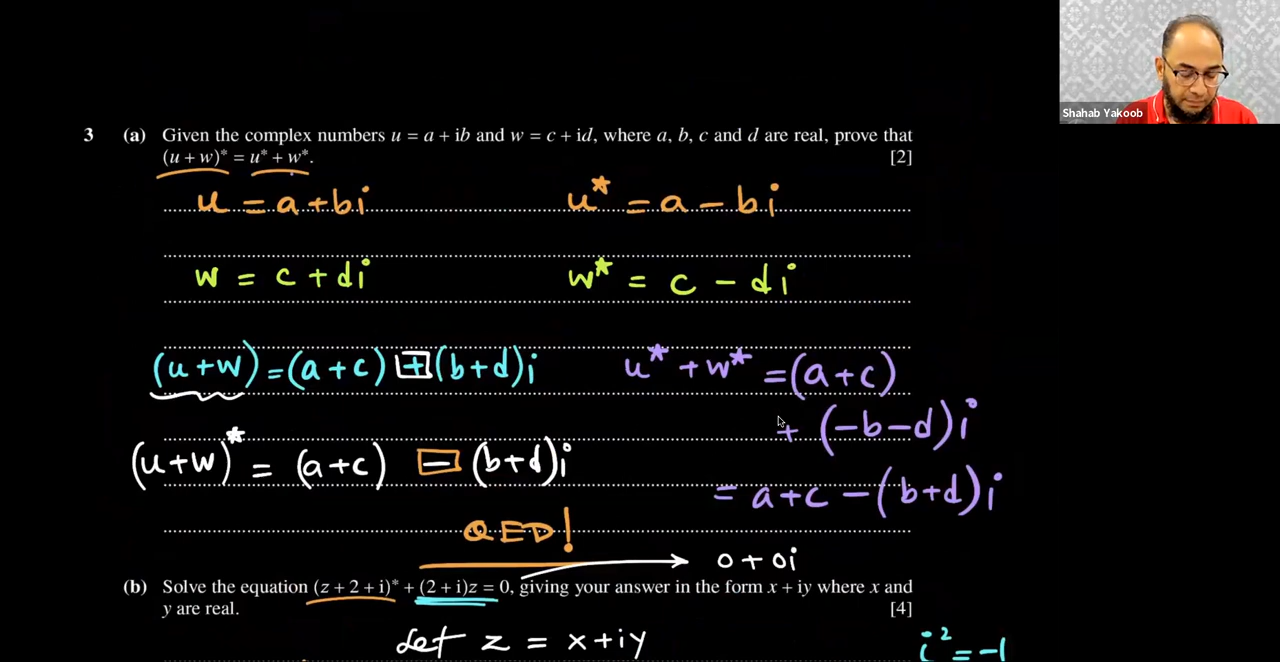 Shahab Yakoob
3 (a) Given the complex numbers u = a + ib and w = c + id, where a, b, c and d are real, prove that
(u + w)* = u* + w*. [2]
u = a + bi u* = a - bi
w = c + di w* = c - di
(u+w) = (a+c) + (b+d)i u* + w* = (a+c)
+ (-b-d)i
(u+w)* = (a+c) - (b+d)i
= a+c - (b+d)i
QED!
0 + 0i
(b) Solve the equation (z + 2 + i)* + (2 + i)z = 0, giving your answer in the form x + iy where x and
y are real. [4]
Let z = x + iy i² = -1